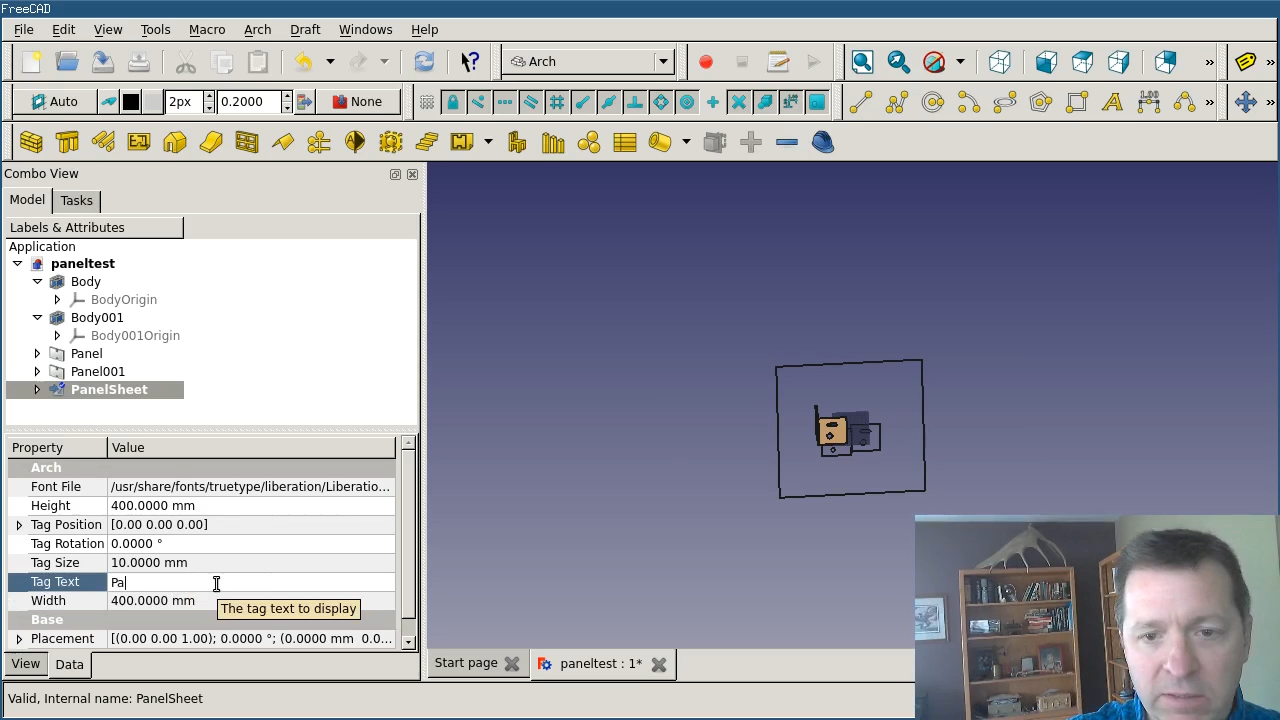 FreeCAD
File Edit View Tools Macro Arch Draft Windows Help
Arch
Auto 2px 0.2000 None
Combo View
Model Tasks
Labels & Attributes
Application
paneltest
Body
BodyOrigin
Body001
Body001Origin
Panel
Panel001
PanelSheet
Property Value
Arch
Font File /usr/share/fonts/truetype/liberation/Liberatio...
Height 400.0000 mm
Tag Position [0.00 0.00 0.00]
Tag Rotation 0.0000 °
Tag Size 10.0000 mm
Tag Text Pa
Width 400.0000 mm
The tag text to display
Base
Placement [(0.00 0.00 1.00); 0.0000 °; (0.0000 mm 0.0...
View Data
Start page paneltest : 1*
Valid, Internal name: PanelSheet